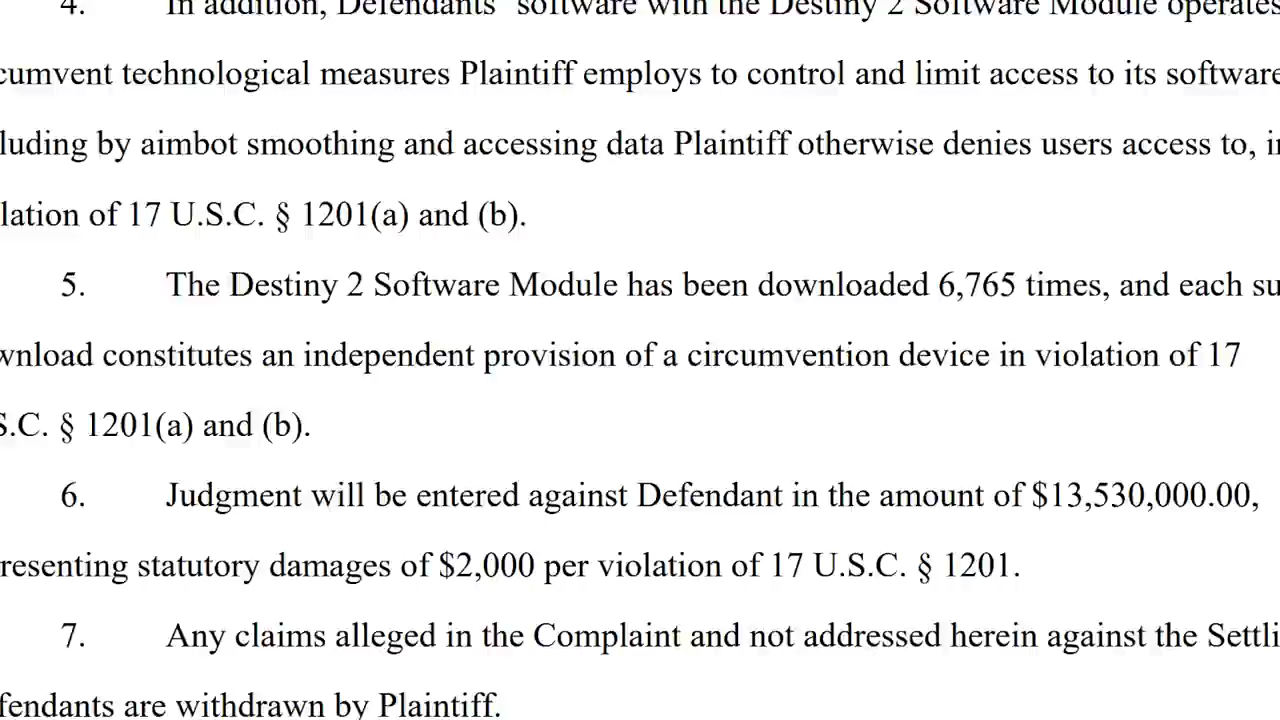 4. In addition, Defendants' software with the Destiny 2 Software Module operates
cumvent technological measures Plaintiff employs to control and limit access to its software
luding by aimbot smoothing and accessing data Plaintiff otherwise denies users access to, in
lation of 17 U.S.C. § 1201(a) and (b).
5. The Destiny 2 Software Module has been downloaded 6,765 times, and each su
wnload constitutes an independent provision of a circumvention device in violation of 17
S.C. § 1201(a) and (b).
6. Judgment will be entered against Defendant in the amount of $13,530,000.00,
resenting statutory damages of $2,000 per violation of 17 U.S.C. § 1201.
7. Any claims alleged in the Complaint and not addressed herein against the Settli
fendants are withdrawn by Plaintiff.